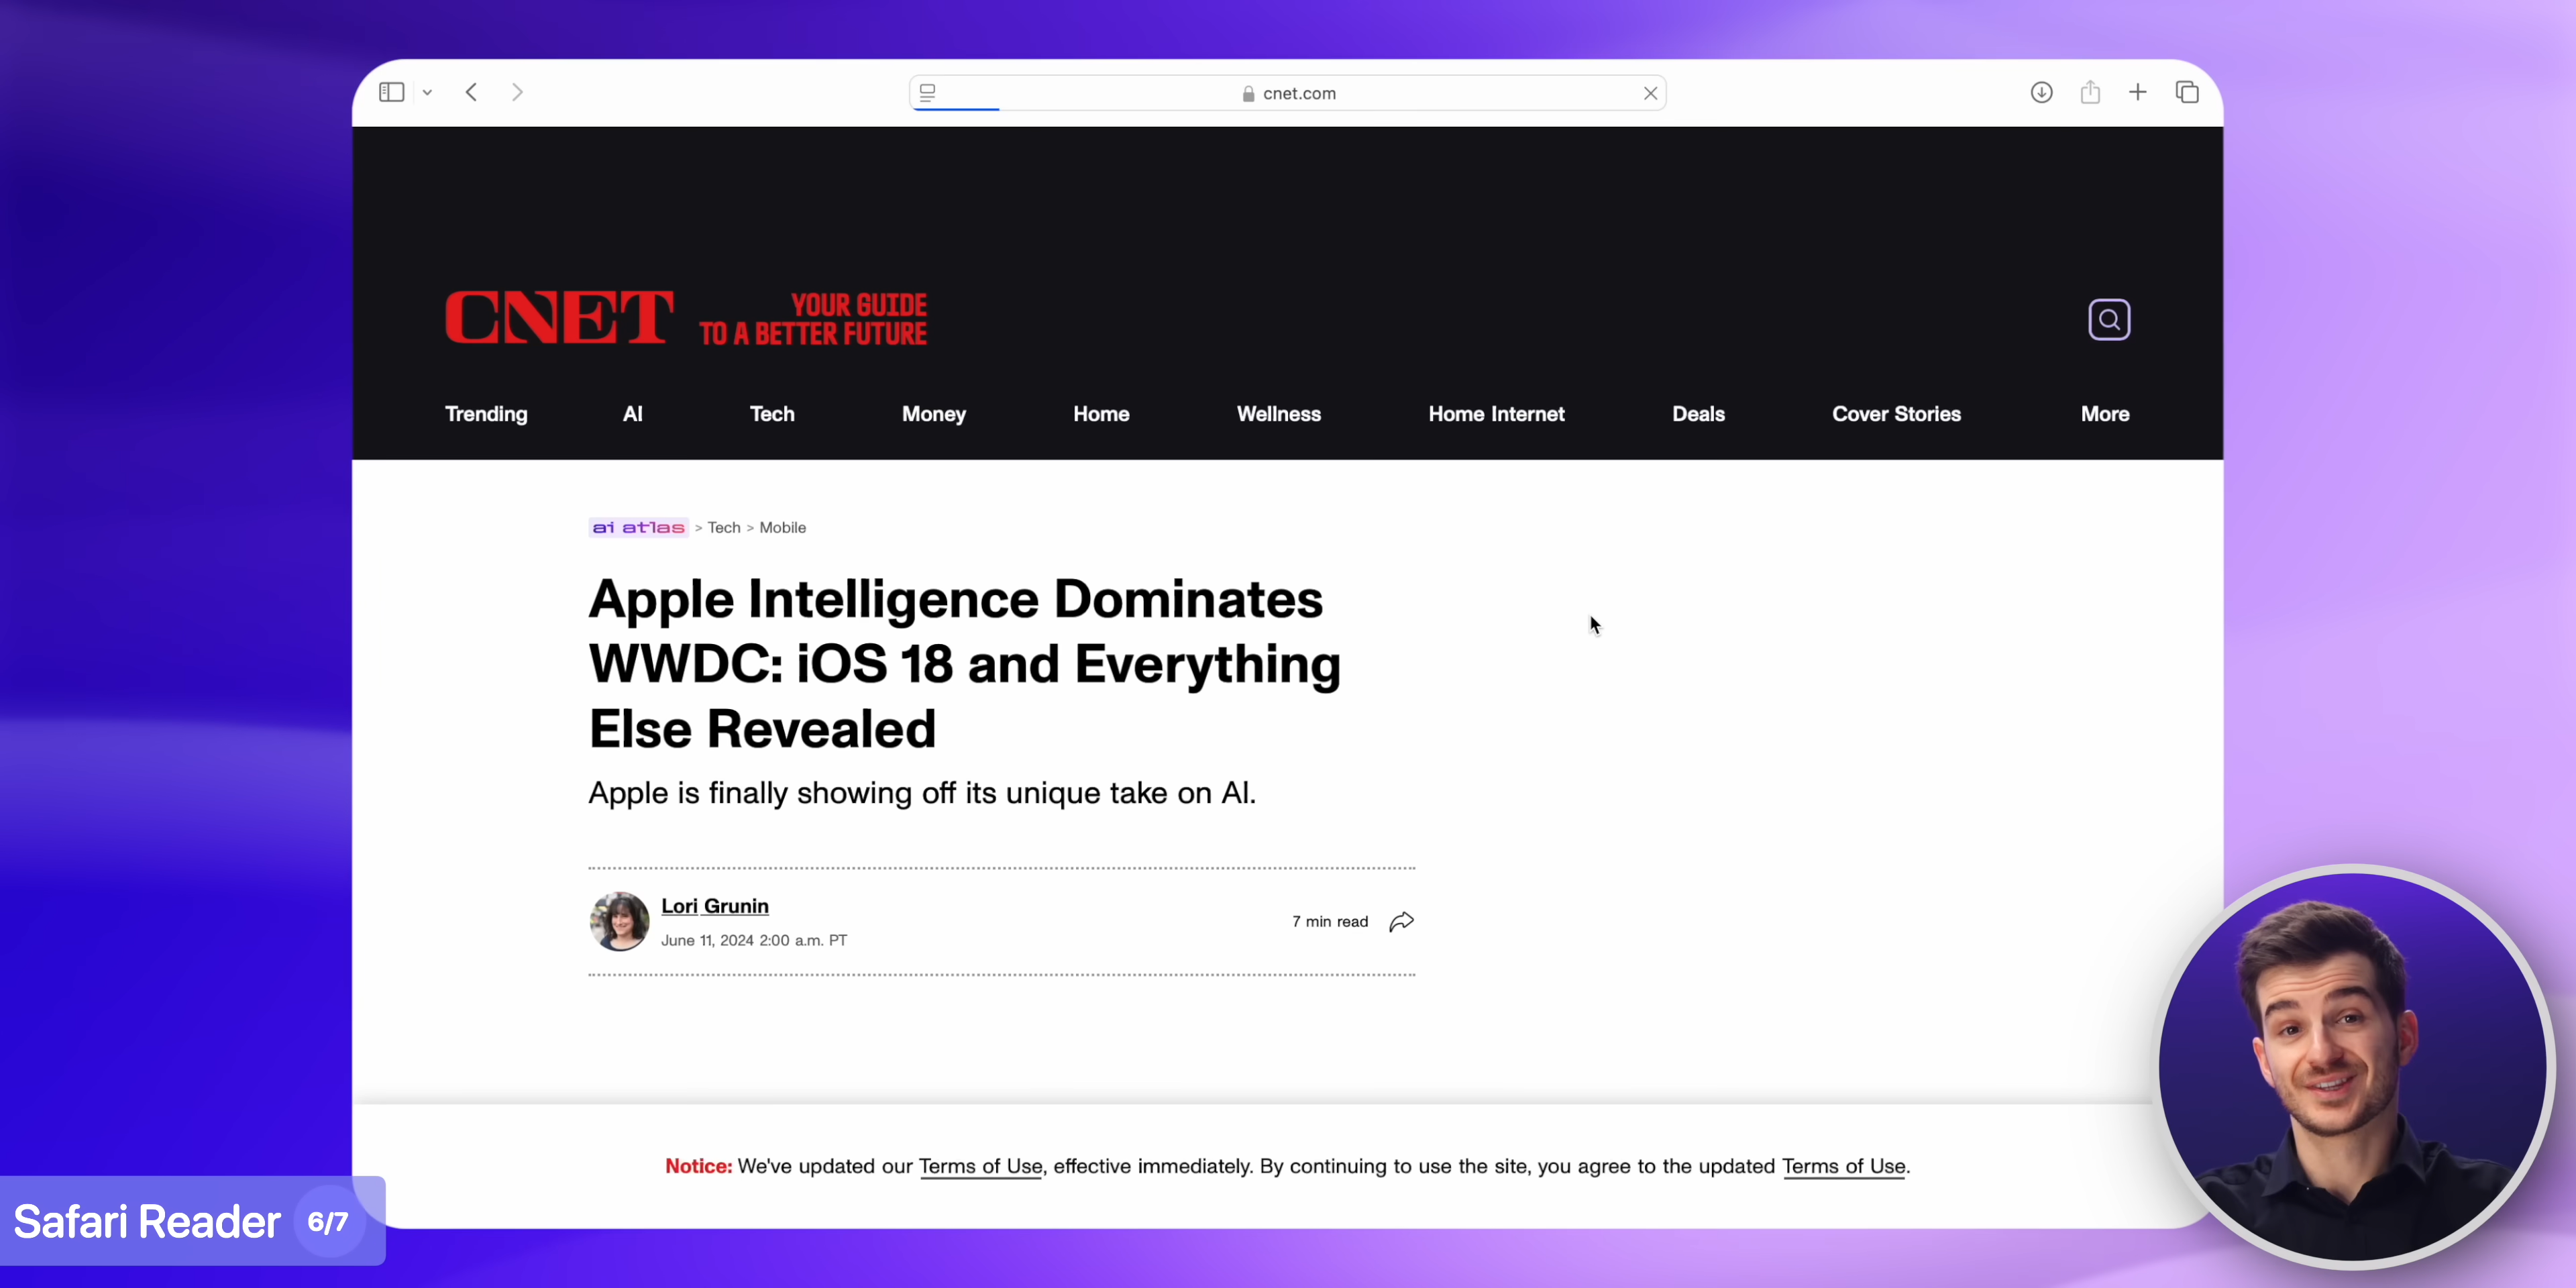 cnet.com
CNET
YOUR GUIDE
TO A BETTER FUTURE
Trending AI Tech Money Home Wellness Home Internet Deals Cover Stories More
ai atlas > Tech > Mobile
Apple Intelligence Dominates
WWDC: iOS 18 and Everything
Else Revealed
Apple is finally showing off its unique take on AI.
Lori Grunin
June 11, 2024 2:00 a.m. PT
7 min read
Notice: We've updated our Terms of Use, effective immediately. By continuing to use the site, you agree to the updated Terms of Use.
Safari Reader 6/7